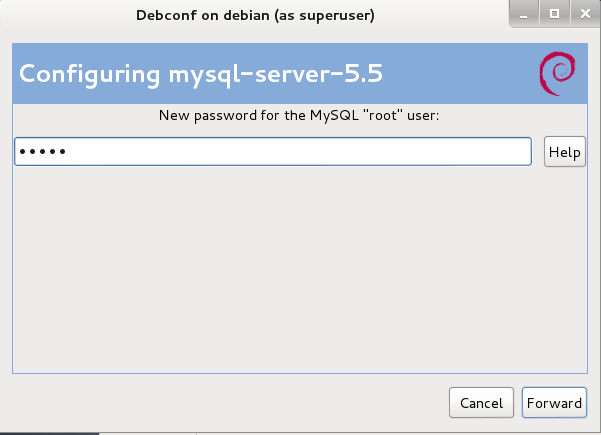 Debconf on debian (as superuser)
Configuring mysql-server-5.5
New password for the MySQL "root" user:
•••••
Help
Cancel
Forward